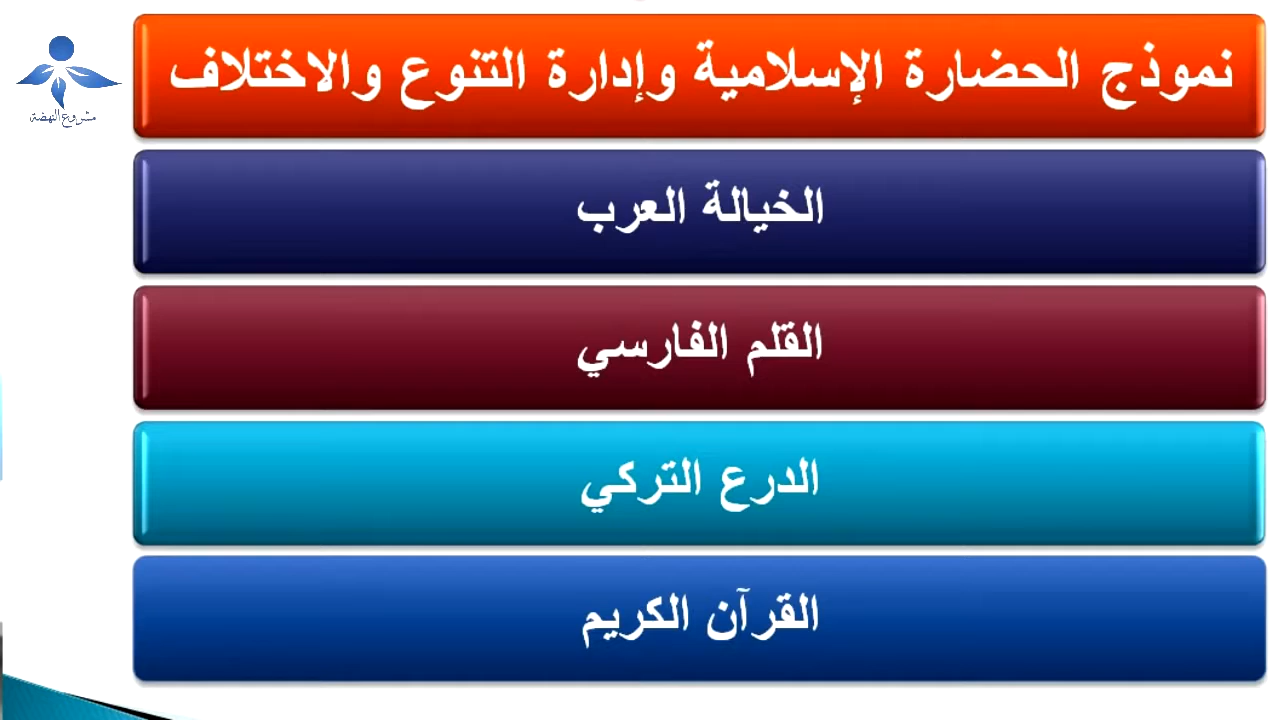 نموذج الحضارة الإسلامية وإدارة التنوع والاختلاف
مشروع النهضة
الخيالة العرب
القلم الفارسي
الدرع التركي
القرآن الكريم